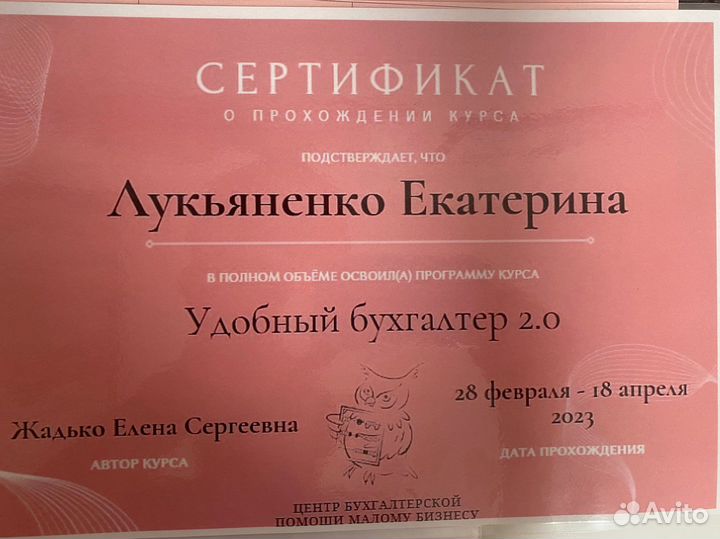 СЕРТИФИКАТ
О ПРОХОЖДЕНИИ КУРСА
ПОДСТВЕРЖДАЕТ, ЧТО
Лукьяненко Екатерина
В ПОЛНОМ ОБЪЁМЕ ОСВОИЛ(А) ПРОГРАММУ КУРСА
Удобный бухгалтер 2.0
28 февраля - 18 апреля
2023
Жадько Елена Сергеевна
ДАТА ПРОХОЖДЕНИЯ
АВТОР КУРСА
ЦЕНТР БУХГАЛТЕРСКОЙ
ПОМОЩИ МАЛОМУ БИЗНЕСУ
Avito